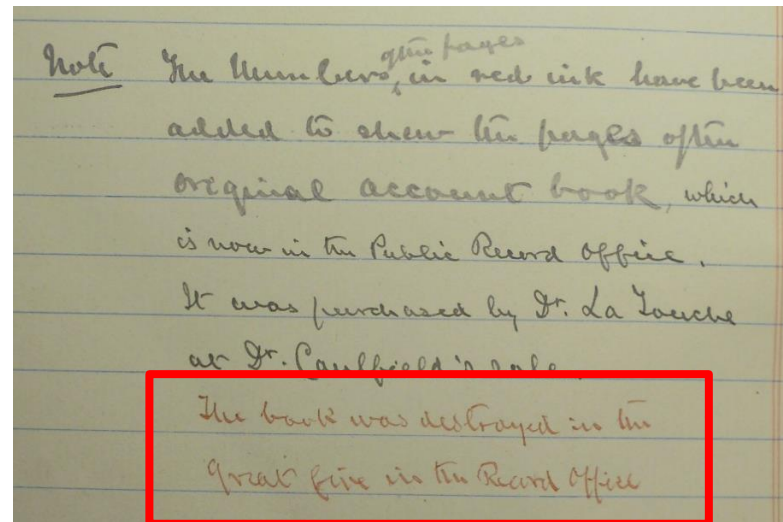 of the pages
Note The Numbers, in red ink have been
added to shew the pages of the
original account book, which
is now in the Public Record Office.
It was purchased by Dr. La Touche
at Dr. Caulfield's sale.
The book was destroyed in the
great fire in the Record Office